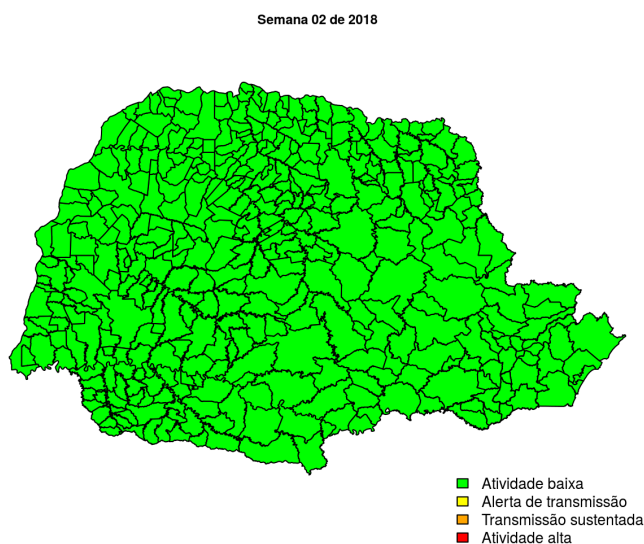 Semana 02 de 2018
Atividade baixa
Alerta de transmissão
Transmissão sustentada
Atividade alta